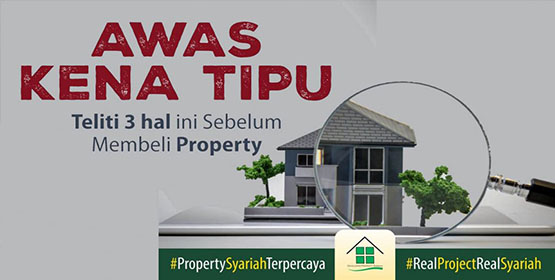 AWAS
KENA TIPU
Teliti 3 hal ini Sebelum
Membeli Property
#PropertySyariahTerpercaya
#RealProjectRealSyariah